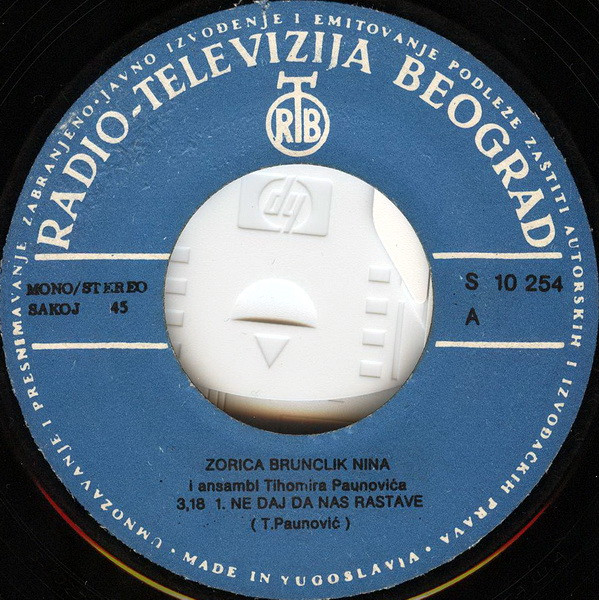 UMNOŽAVANJE I PRESNIMAVANJE ZABRANJENO · JAVNO IZVOĐENJE I EMITOVANJE PODLEŽE ZAŠTITI AUTORSKIH I IZVOĐAČKIH PRAVA ·
RADIO-TELEVIZIJA BEOGRAD
RTB
hp
MONO/STEREO
SAKOJ 45
S 10 254
A
ZORICA BRUNCLIK NINA
i ansambl Tihomira Paunovića
3,18 1. NE DAJ DA NAS RASTAVE
( T.Paunović )
MADE IN YUGOSLAVIA ·